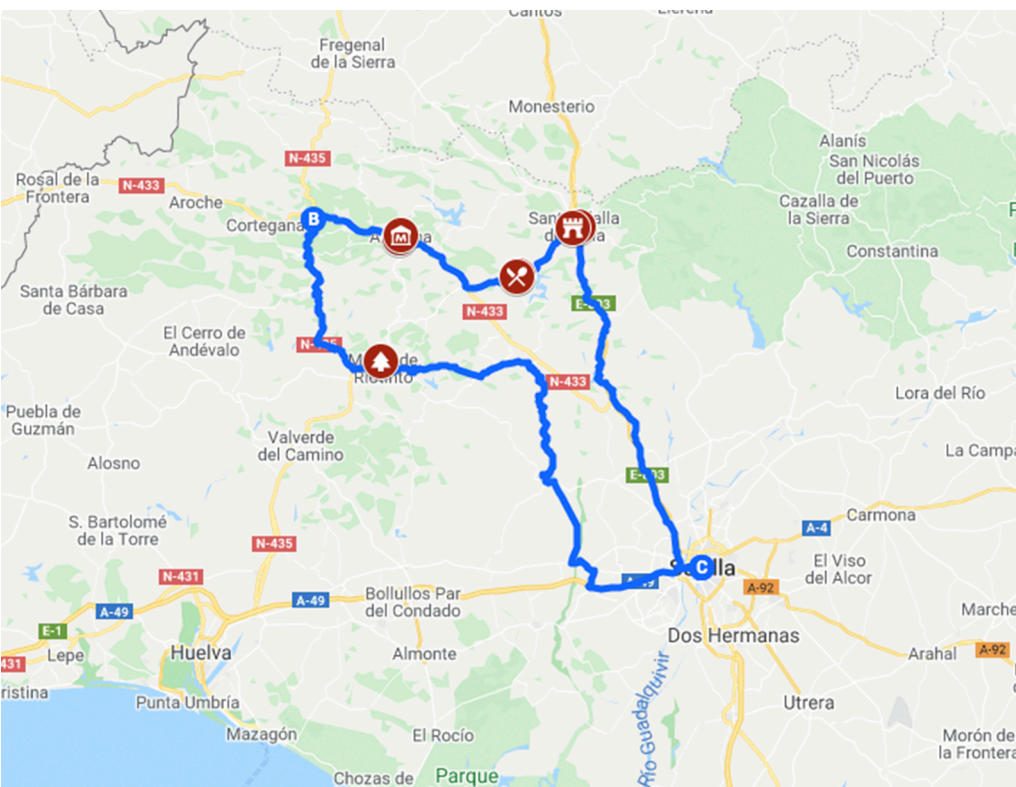 Cantos
Llerena
Fregenal
de la Sierra
Monesterio
Alanís
San Nicolás
del Puerto
N-435
Rosal de la
Frontera
N-433
Aroche
Cazalla de
la Sierra
B
Cortegana
M
Constantina
Santa Bárbara
de Casa
N-433
El Cerro de
Andévalo
Riotinto
N-433
Lora del Río
Puebla de
Guzmán
Valverde
del Camino
Alosno
La Campa
S. Bartolomé
de la Torre
Carmona
A-4
N-435
El Viso
del Alcor
C
N-431
A-49
A-49
Bollullos Par
del Condado
A-92
Marche
E-1
Dos Hermanas
Huelva
Almonte
Arahal
A-92
Lepe
431
ristina
Punta Umbría
Utrera
Río Guadalquivir
Mazagón
El Rocío
Morón de
la Frontera
Chozas de
Parque